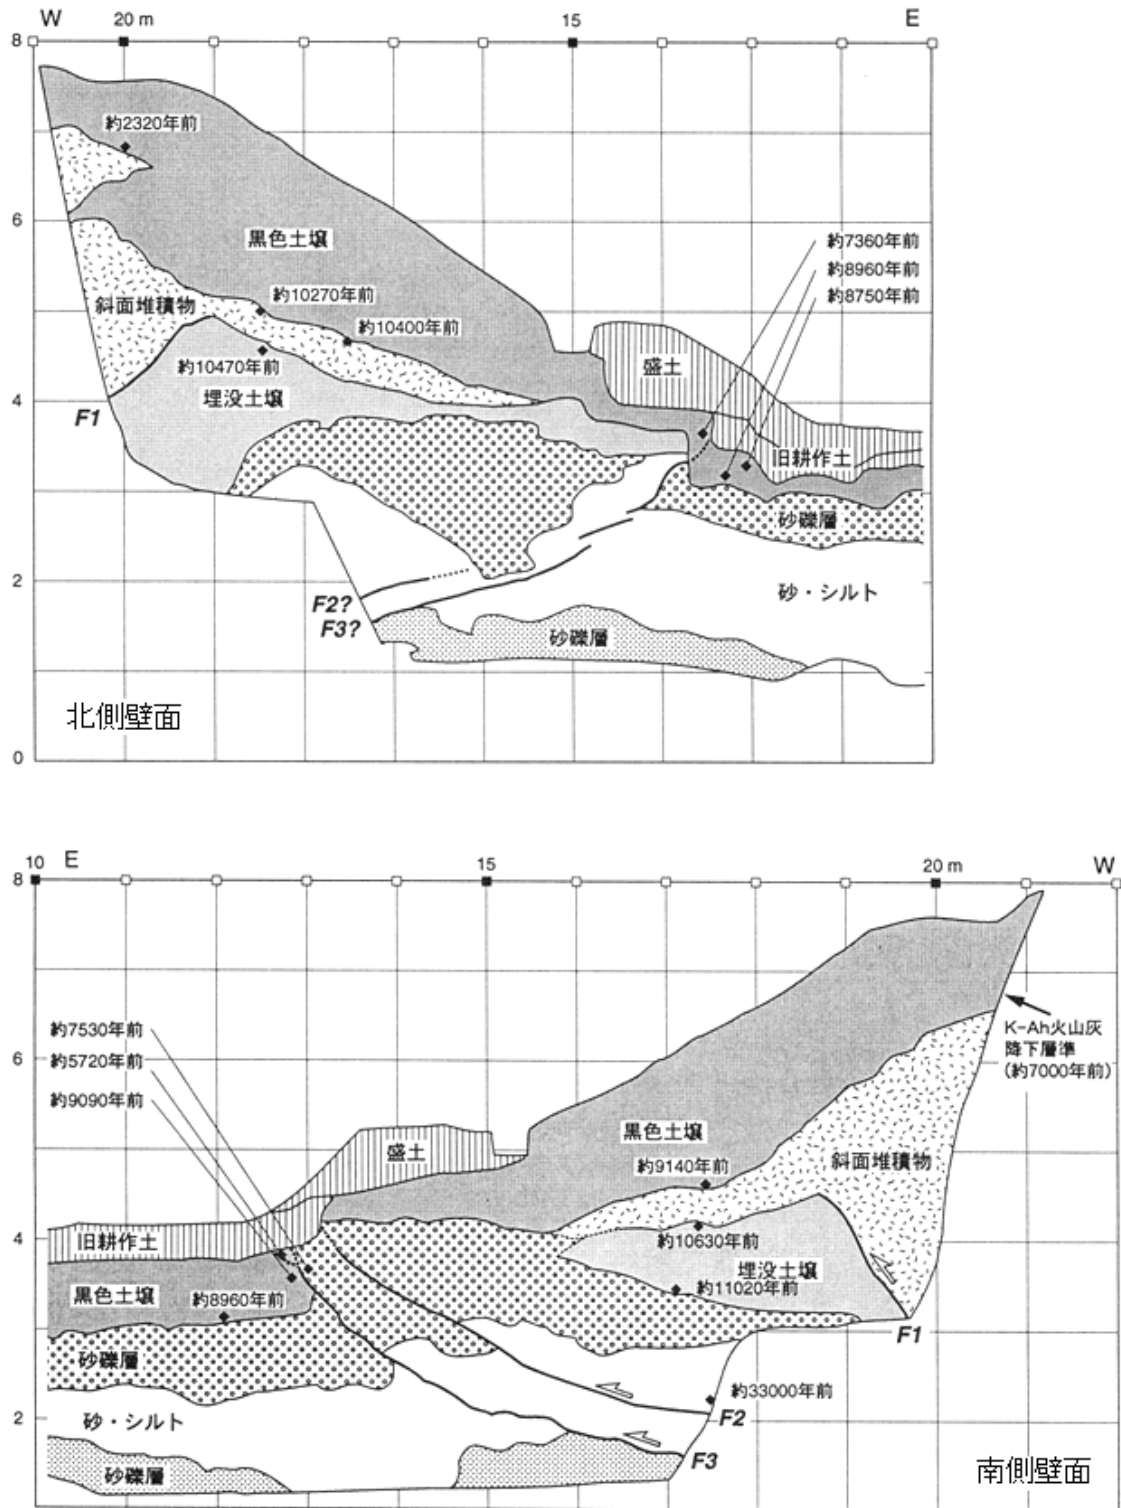 W 20 m 15 E
8
約2320年前
6
黒色土壌
約7360年前
約8960年前
約8750年前
斜面堆積物
約10270年前
約10400年前
盛土
約10470年前
埋没土壌
4
F1
旧耕作土
砂礫層
2
F2?
F3?
砂・シルト
砂礫層
北側壁面
0
10 E 15 20 m W
8
K-Ah火山灰
降下層準
(約7000年前)
約7530年前
約5720年前
約9090年前
6
黒色土壌
盛土
約9140年前
斜面堆積物
4
旧耕作土
約10630年前
埋没土壌
黒色土壌
約11020年前
約8960年前
F1
砂礫層
約33000年前
2
砂・シルト
F2
F3
砂礫層
南側壁面